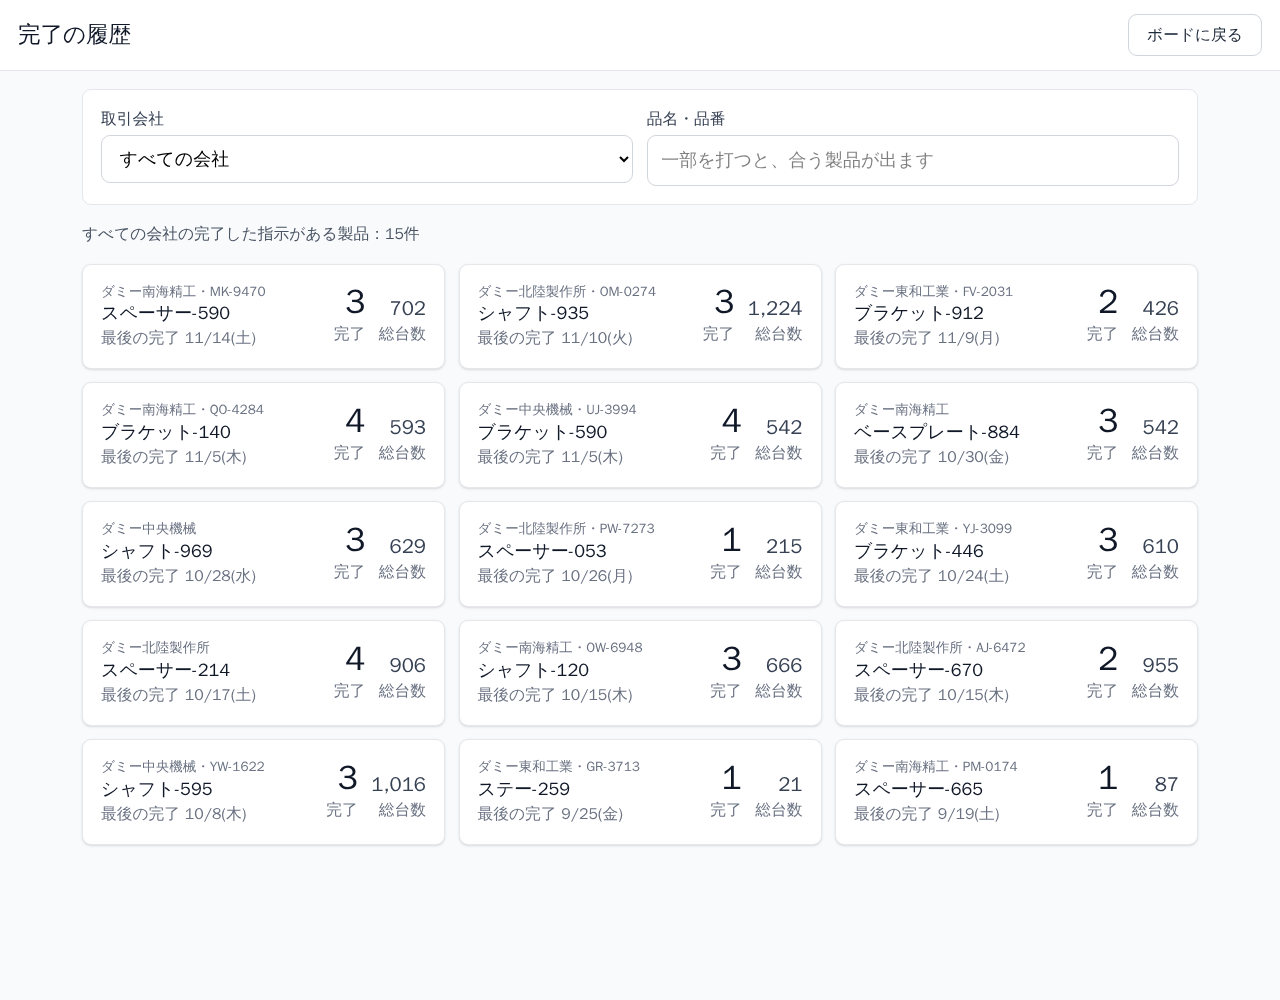 完了の履歴
ボードに戻る
取引会社
すべての会社
品名・品番
一部を打つと、合う製品が出ます
すべての会社の完了した指示がある製品：15件
ダミー南海精工・MK-9470
スペーサー-590
最後の完了 11/14(土)
3 702
完了 総台数
ダミー北陸製作所・OM-0274
シャフト-935
最後の完了 11/10(火)
3 1,224
完了 総台数
ダミー東和工業・FV-2031
ブラケット-912
最後の完了 11/9(月)
2 426
完了 総台数
ダミー南海精工・QO-4284
ブラケット-140
最後の完了 11/5(木)
4 593
完了 総台数
ダミー中央機械・UJ-3994
ブラケット-590
最後の完了 11/5(木)
4 542
完了 総台数
ダミー南海精工
ベースプレート-884
最後の完了 10/30(金)
3 542
完了 総台数
ダミー中央機械
シャフト-969
最後の完了 10/28(水)
3 629
完了 総台数
ダミー北陸製作所・PW-7273
スペーサー-053
最後の完了 10/26(月)
1 215
完了 総台数
ダミー東和工業・YJ-3099
ブラケット-446
最後の完了 10/24(土)
3 610
完了 総台数
ダミー北陸製作所
スペーサー-214
最後の完了 10/17(土)
4 906
完了 総台数
ダミー南海精工・OW-6948
シャフト-120
最後の完了 10/15(木)
3 666
完了 総台数
ダミー北陸製作所・AJ-6472
スペーサー-670
最後の完了 10/15(木)
2 955
完了 総台数
ダミー中央機械・YW-1622
シャフト-595
最後の完了 10/8(木)
3 1,016
完了 総台数
ダミー東和工業・GR-3713
ステー-259
最後の完了 9/25(金)
1 21
完了 総台数
ダミー南海精工・PM-0174
スペーサー-665
最後の完了 9/19(土)
1 87
完了 総台数